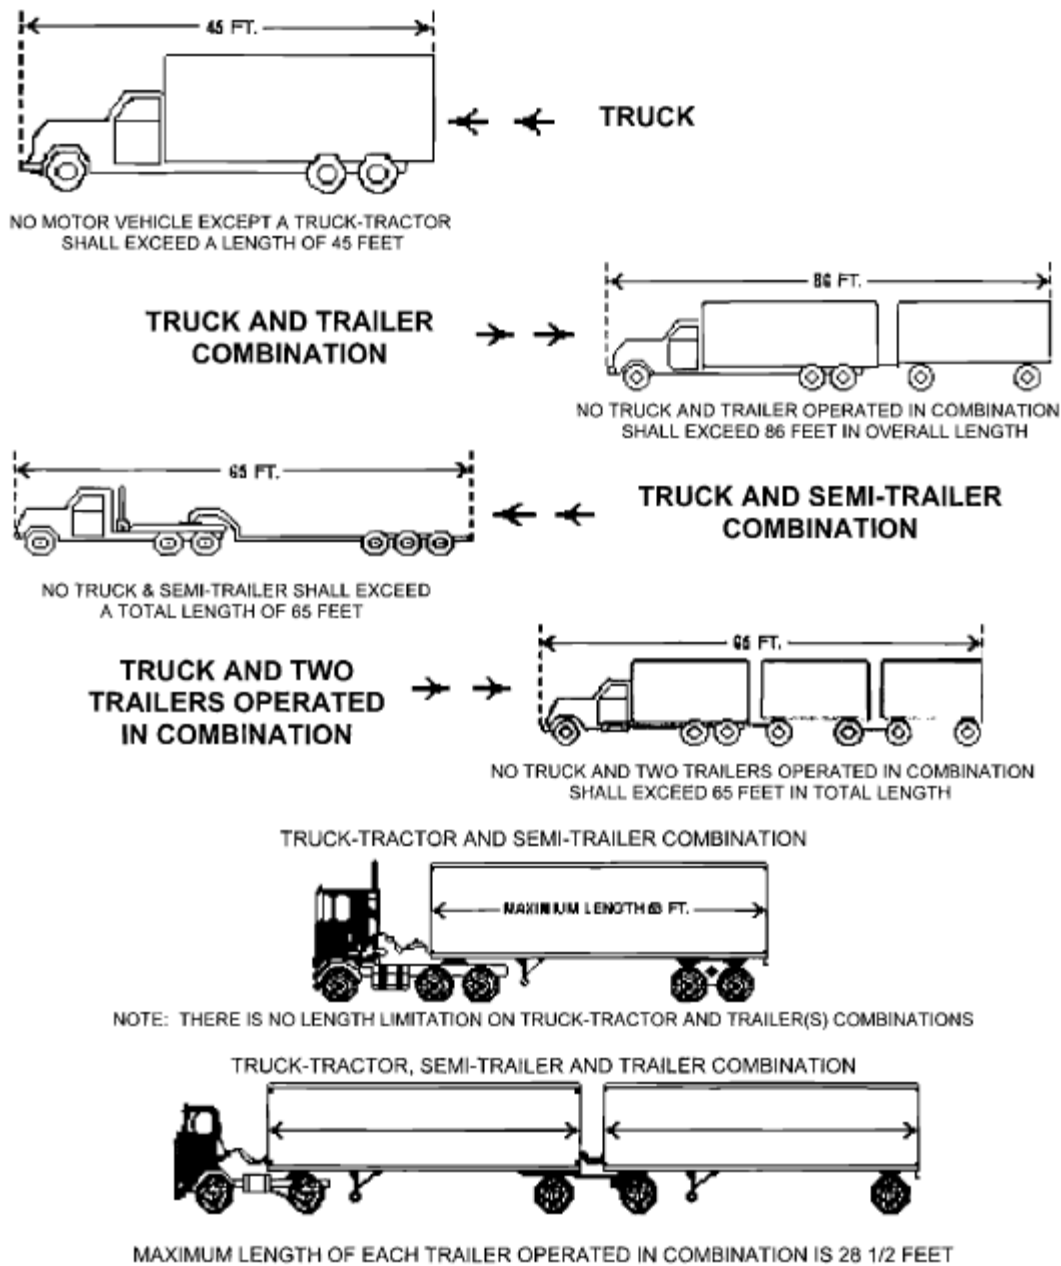 45 FT.
TRUCK
NO MOTOR VEHICLE EXCEPT A TRUCK-TRACTOR
SHALL EXCEED A LENGTH OF 45 FEET
86 FT.
TRUCK AND TRAILER
COMBINATION
NO TRUCK AND TRAILER OPERATED IN COMBINATION
SHALL EXCEED 86 FEET IN OVERALL LENGTH
65 FT.
TRUCK AND SEMI-TRAILER
COMBINATION
NO TRUCK & SEMI-TRAILER SHALL EXCEED
A TOTAL LENGTH OF 65 FEET
65 FT.
TRUCK AND TWO
TRAILERS OPERATED
IN COMBINATION
NO TRUCK AND TWO TRAILERS OPERATED IN COMBINATION
SHALL EXCEED 65 FEET IN TOTAL LENGTH
TRUCK-TRACTOR AND SEMI-TRAILER COMBINATION
MAXIMUM LENGTH FT.
NOTE: THERE IS NO LENGTH LIMITATION ON TRUCK-TRACTOR AND TRAILER(S) COMBINATIONS
TRUCK-TRACTOR, SEMI-TRAILER AND TRAILER COMBINATION
MAXIMUM LENGTH OF EACH TRAILER OPERATED IN COMBINATION IS 28 1/2 FEET